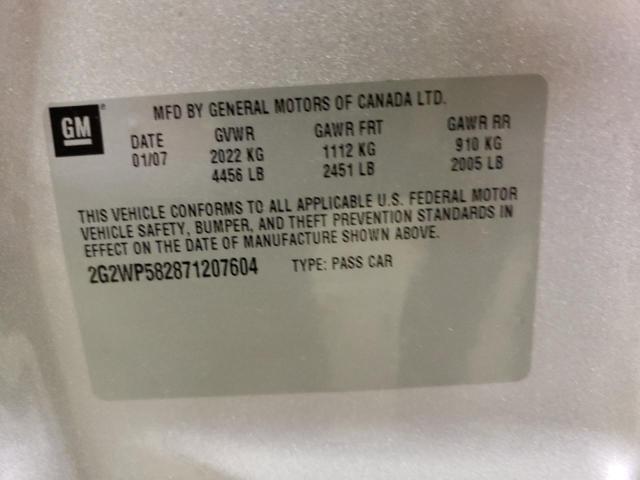 GM
MFD BY GENERAL MOTORS OF CANADA LTD.
DATE GVWR GAWR FRT GAWR RR
01/07 2022 KG 1112 KG 910 KG
4456 LB 2451 LB 2005 LB
THIS VEHICLE CONFORMS TO ALL APPLICABLE U.S. FEDERAL MOTOR
VEHICLE SAFETY, BUMPER, AND THEFT PREVENTION STANDARDS IN
EFFECT ON THE DATE OF MANUFACTURE SHOWN ABOVE.
2G2WP582871207604 TYPE: PASS CAR